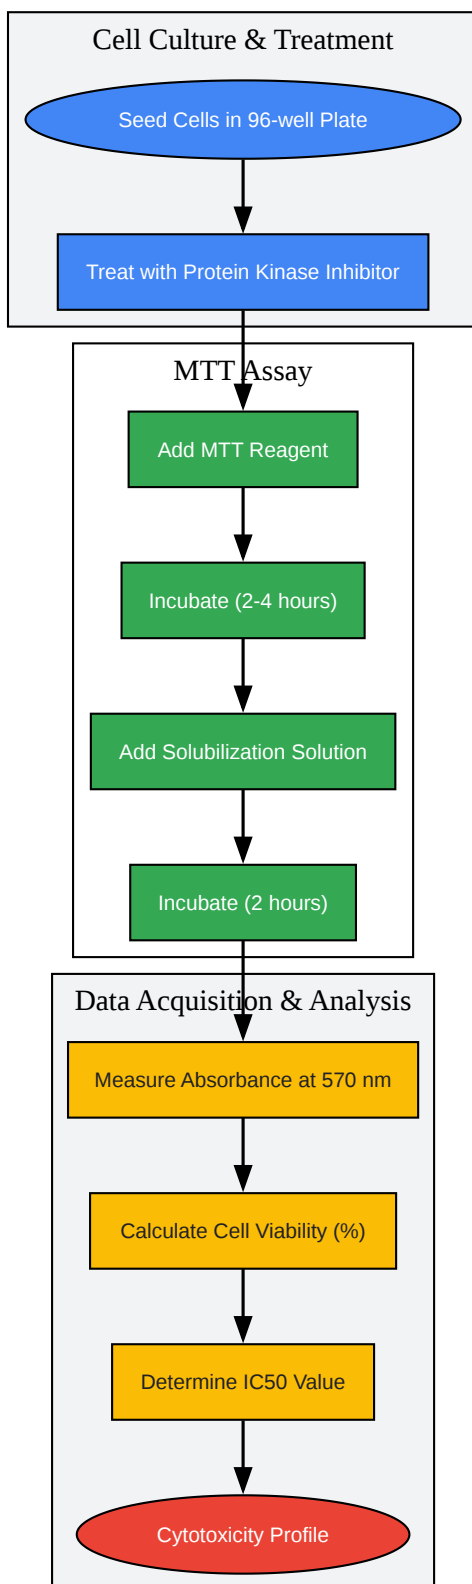 Cell Culture & Treatment
Seed Cells in 96-well Plate
Treat with Protein Kinase Inhibitor
MTT Assay
Add MTT Reagent
Incubate (2-4 hours)
Add Solubilization Solution
Incubate (2 hours)
Data Acquisition & Analysis
Measure Absorbance at 570 nm
Calculate Cell Viability (%)
Determine IC50 Value
Cytotoxicity Profile